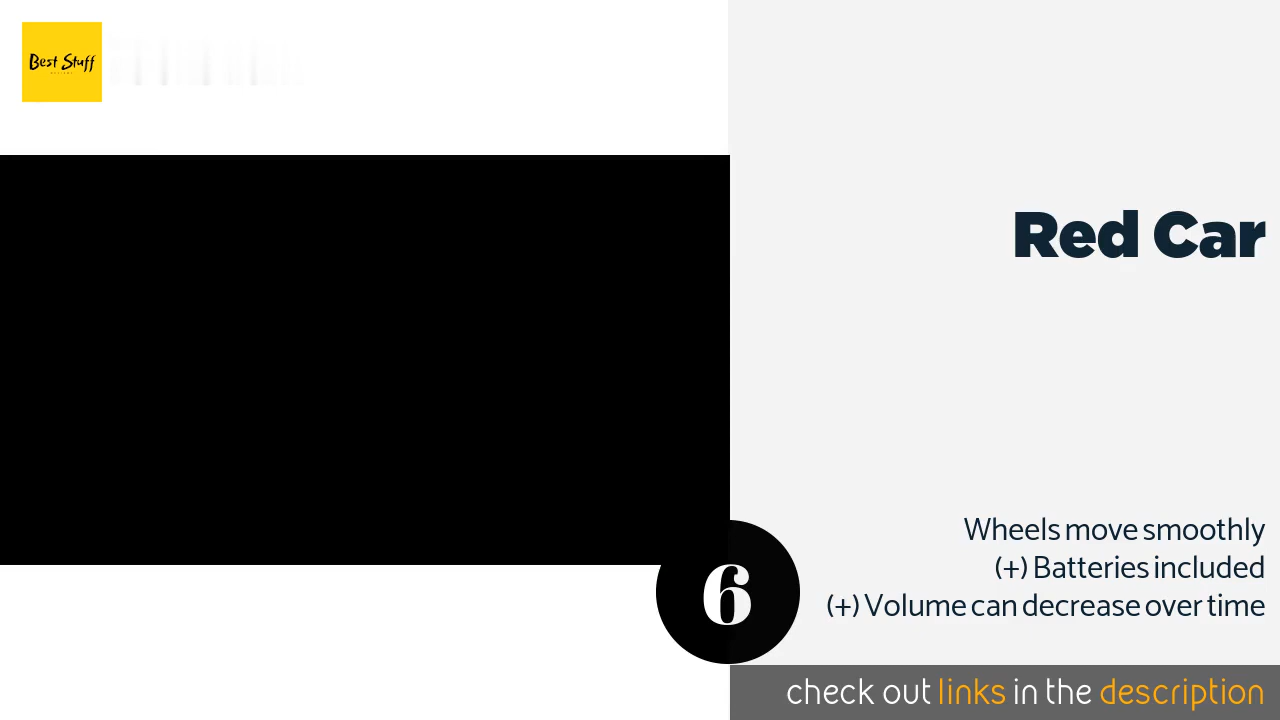 Best Stuff
Red Car
Wheels move smoothly
(+) Batteries included
(+) Volume can decrease over time
6
check out links in the description